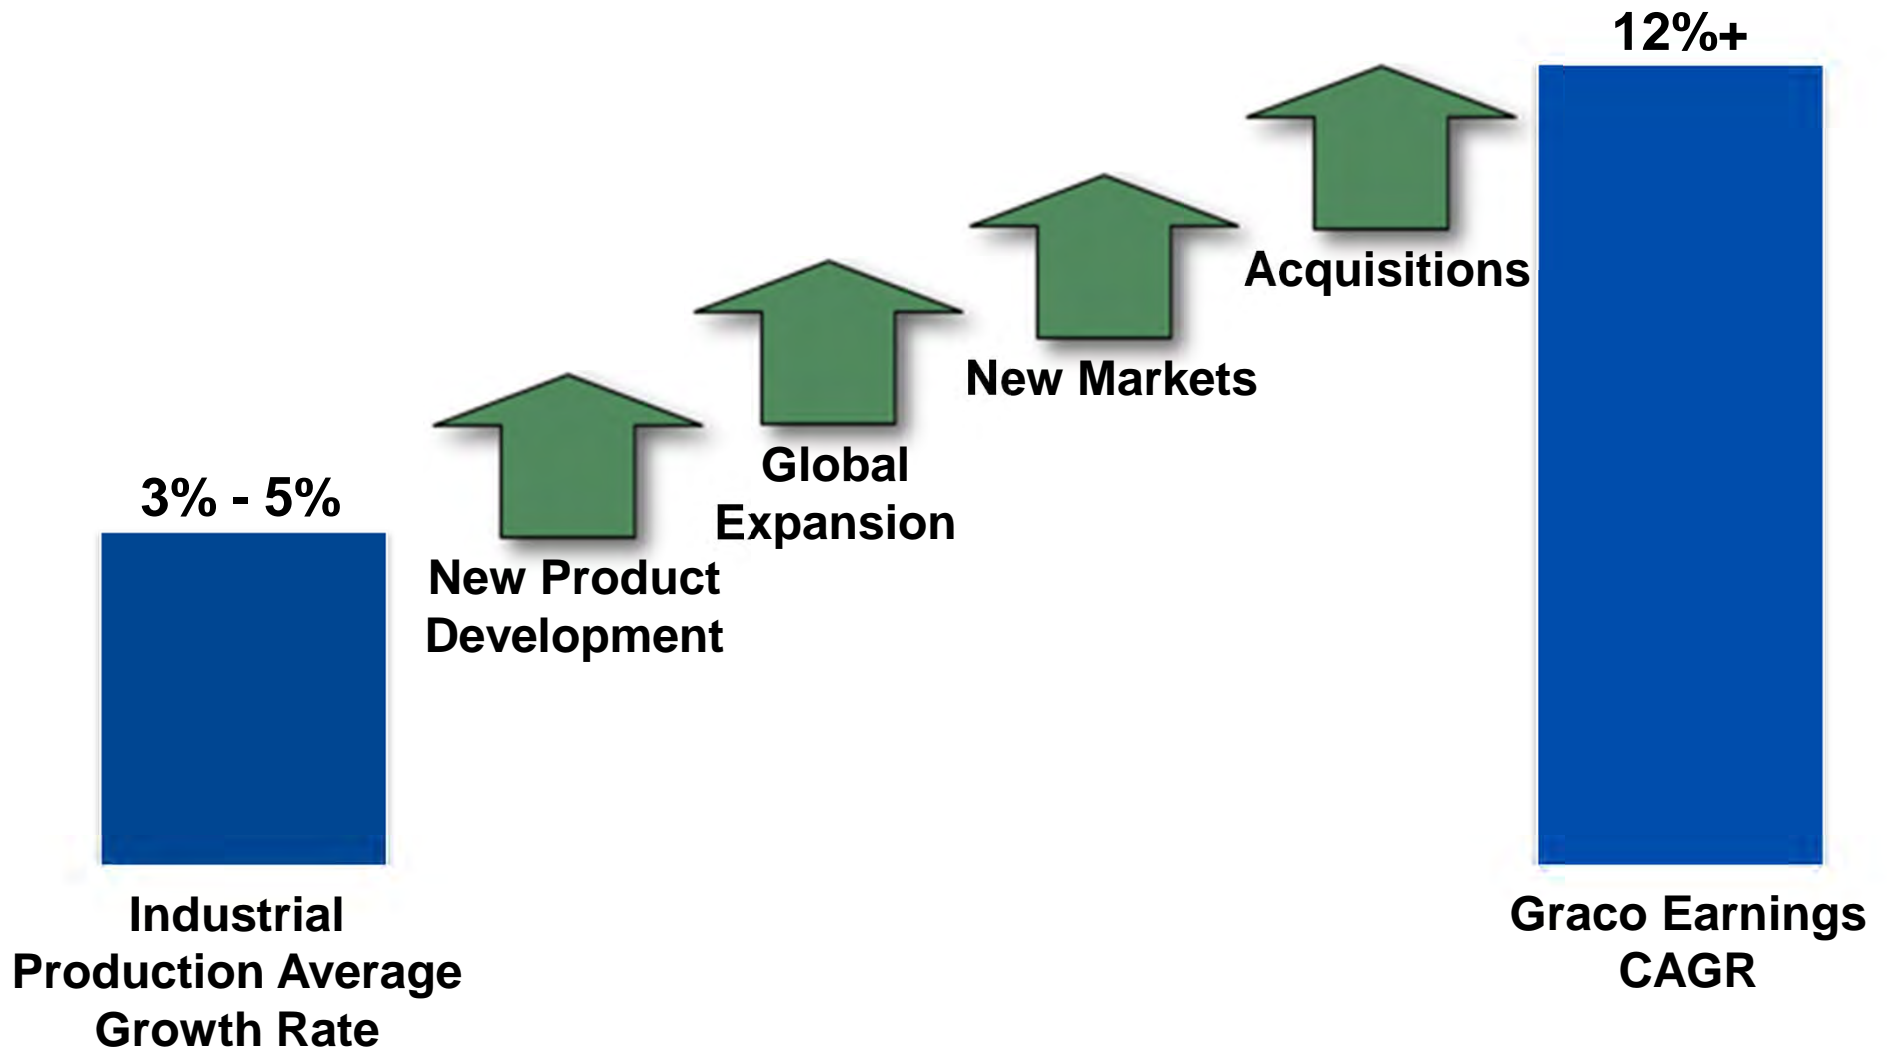 12%+
Acquisitions
New Markets
Global
Expansion
3% - 5%
New Product
Development
Industrial
Production Average
Growth Rate
Graco Earnings
CAGR